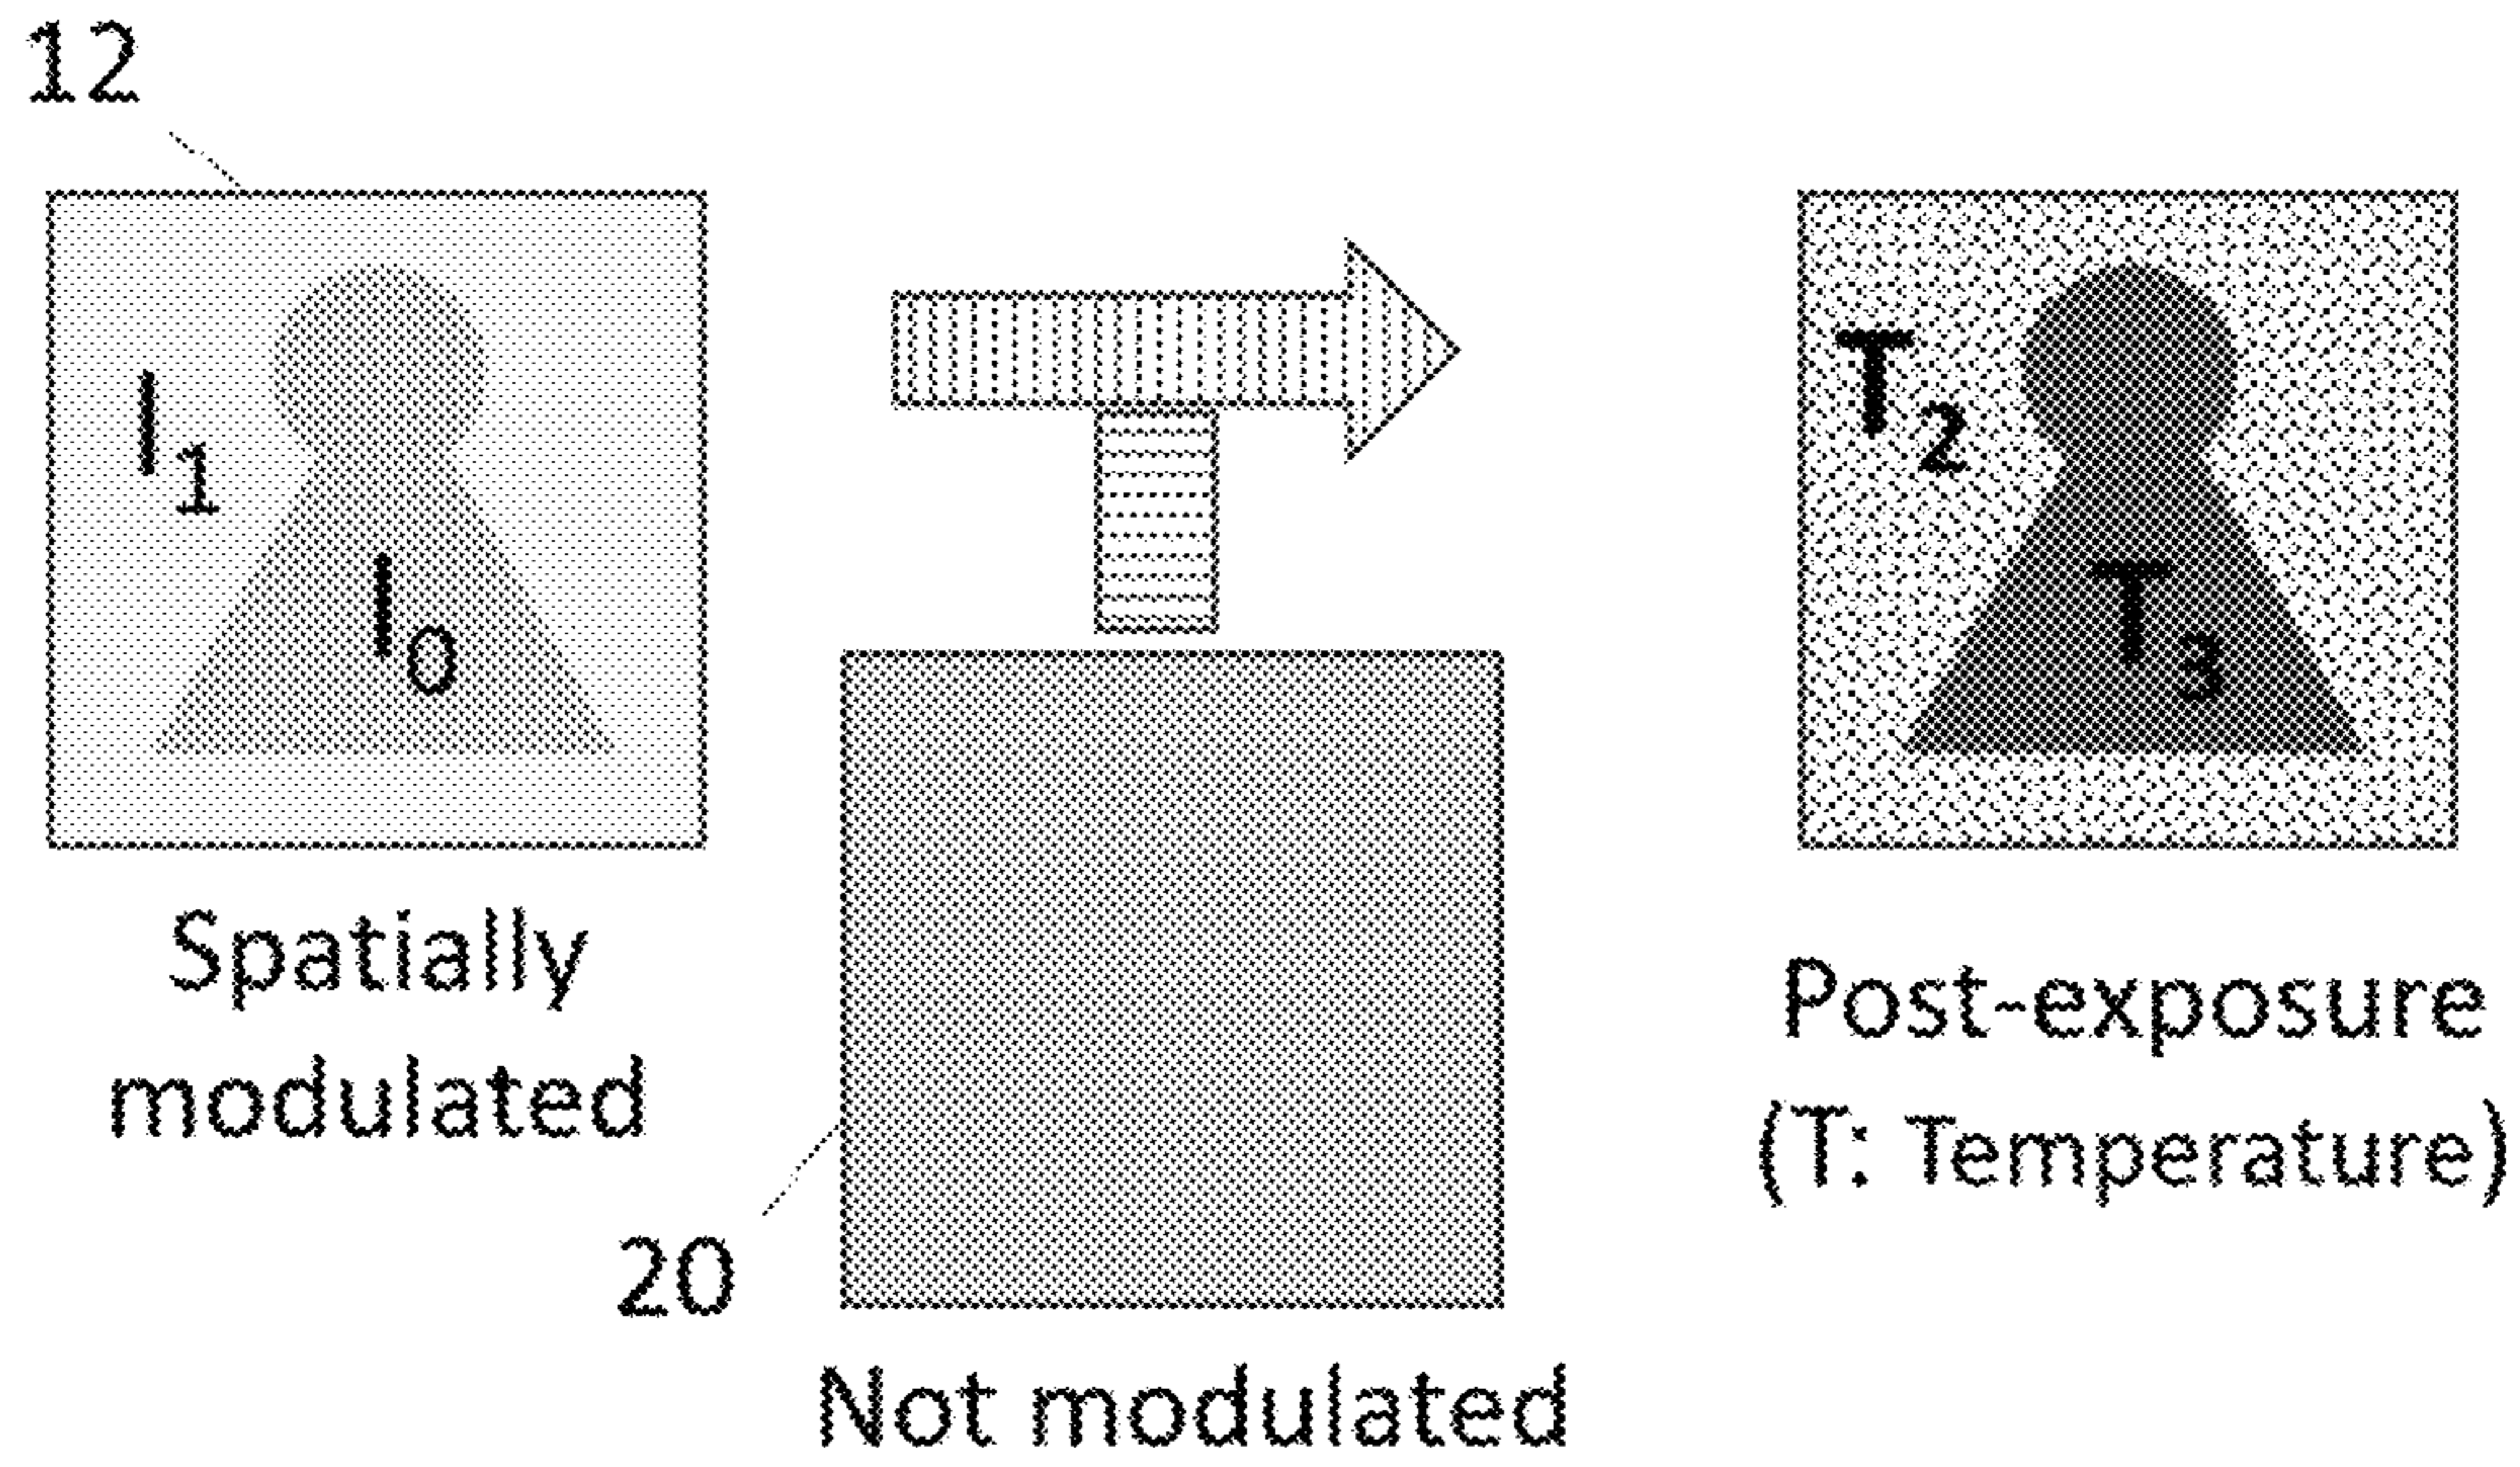 12
I1
I0
Spatially
modulated
20
Not modulated
T2
T3
Post-exposure
(T: Temperature)